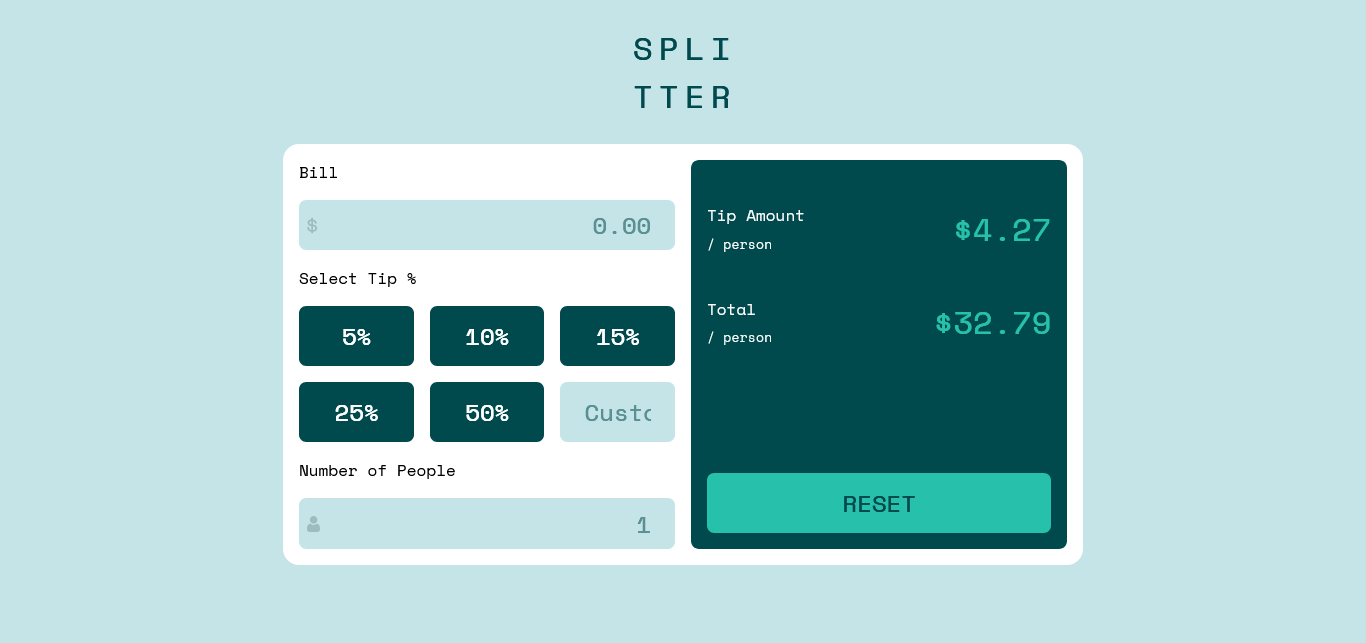 SPLI
TTER
Bill
$ 0.00
Select Tip %
5% 10% 15%
25% 50% Custo
Number of People
1
Tip Amount
/ person
$4.27
Total
/ person
$32.79
RESET